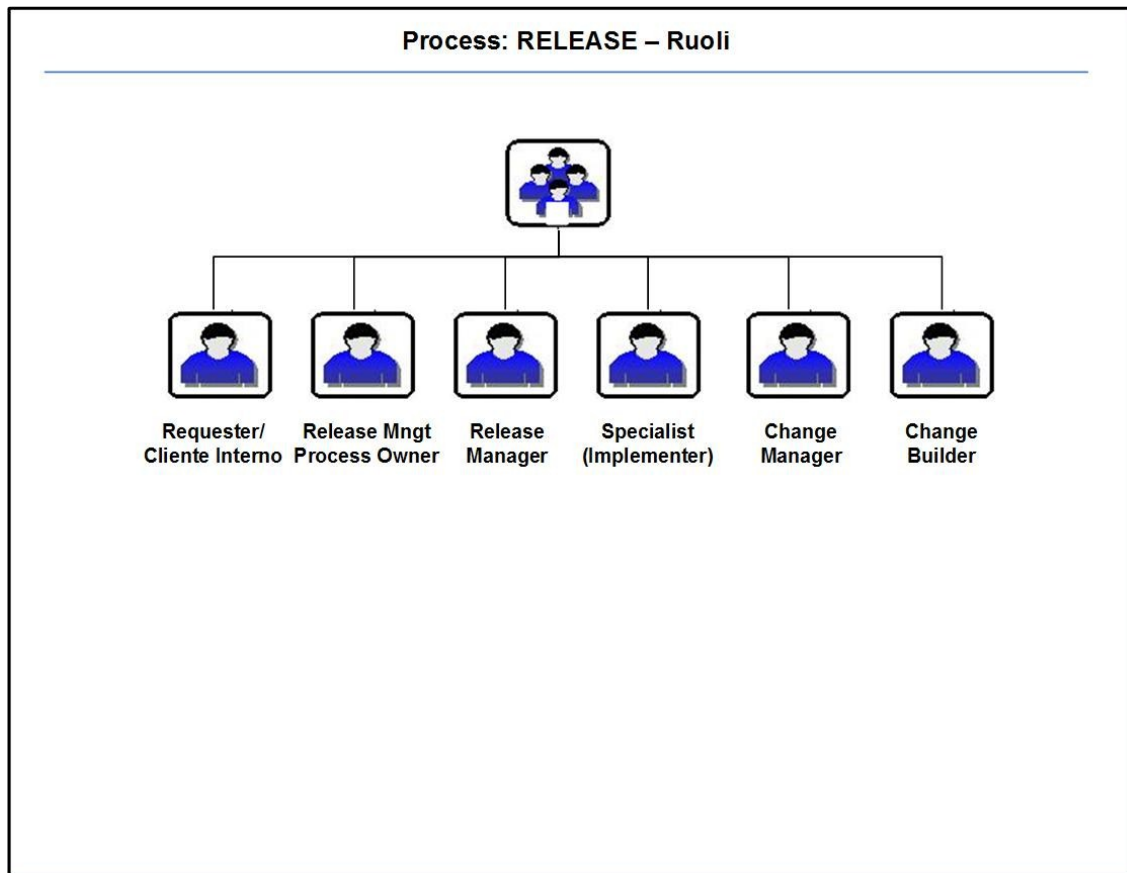 Process: RELEASE – Ruoli
Requester/
Cliente Interno
Release Mngt
Process Owner
Release
Manager
Specialist
(Implementer)
Change
Manager
Change
Builder